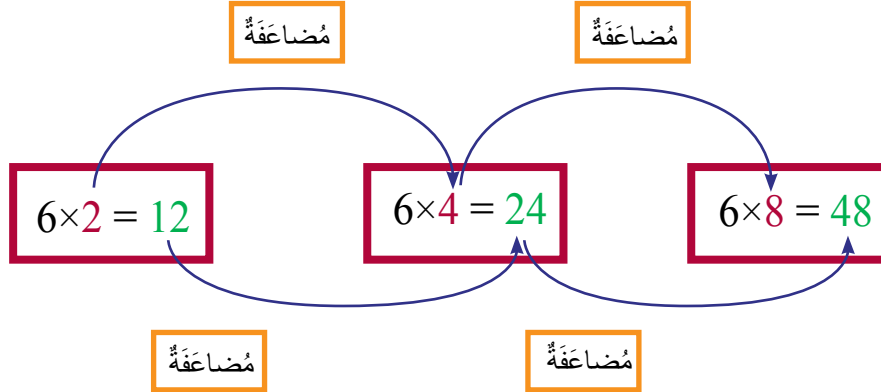 مُضاعَفَةٌ
مُضاعَفَةٌ
6×2 = 12
6×4 = 24
6×8 = 48
مُضاعَفَةٌ
مُضاعَفَةٌ